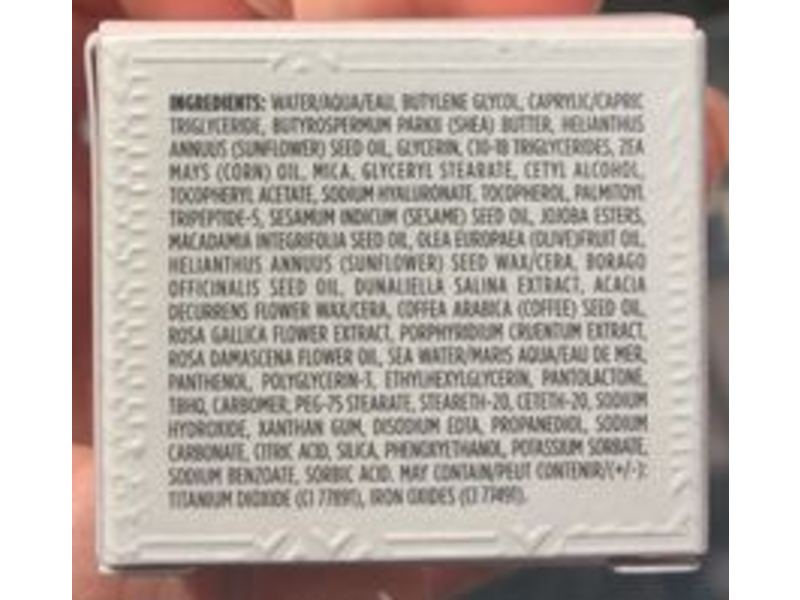 INGREDIENTS: WATER/AQUA/EAU, BUTYLENE GLYCOL, CAPRYLIC/CAPRIC
TRIGLYCERIDE, BUTYROSPERMUM PARKII (SHEA) BUTTER, HELIANTHUS
ANNUUS (SUNFLOWER) SEED OIL, GLYCERIN, C10-18 TRIGLYCERIDES, ZEA
MAYS (CORN) OIL, MICA, GLYCERYL STEARATE, CETYL ALCOHOL,
TOCOPHERYL ACETATE, SODIUM HYALURONATE, TOCOPHEROL, PALMITOYL
TRIPEPTIDE-5, SESAMUM INDICUM (SESAME) SEED OIL, JOJOBA ESTERS,
MACADAMIA INTEGRIFOLIA SEED OIL, OLEA EUROPAEA (OLIVE)FRUIT OIL,
HELIANTHUS ANNUUS (SUNFLOWER) SEED WAX/CERA, BORAGO
OFFICINALIS SEED OIL, DUNALIELLA SALINA EXTRACT, ACACIA
DECURRENS FLOWER WAX/CERA, COFFEA ARABICA (COFFEE) SEED OIL,
ROSA GALLICA FLOWER EXTRACT, PORPHYRIDIUM CRUENTUM EXTRACT,
ROSA DAMASCENA FLOWER OIL, SEA WATER/MARIS AQUA/EAU DE MER,
PANTHENOL, POLYGLYCERIN-3, ETHYLHEXYLGLYCERIN, PANTOLACTONE,
TBHQ, CARBOMER, PEG-75 STEARATE, STEARETH-20, CETETH-20, SODIUM
HYDROXIDE, XANTHAN GUM, DISODIUM EDTA, PROPANEDIOL, SODIUM
CARBONATE, CITRIC ACID, SILICA, PHENOXYETHANOL, POTASSIUM SORBATE,
SODIUM BENZOATE, SORBIC ACID. MAY CONTAIN/PEUT CONTENIR/(+/-):
TITANIUM DIOXIDE (CI 77891), IRON OXIDES (CI 77491).